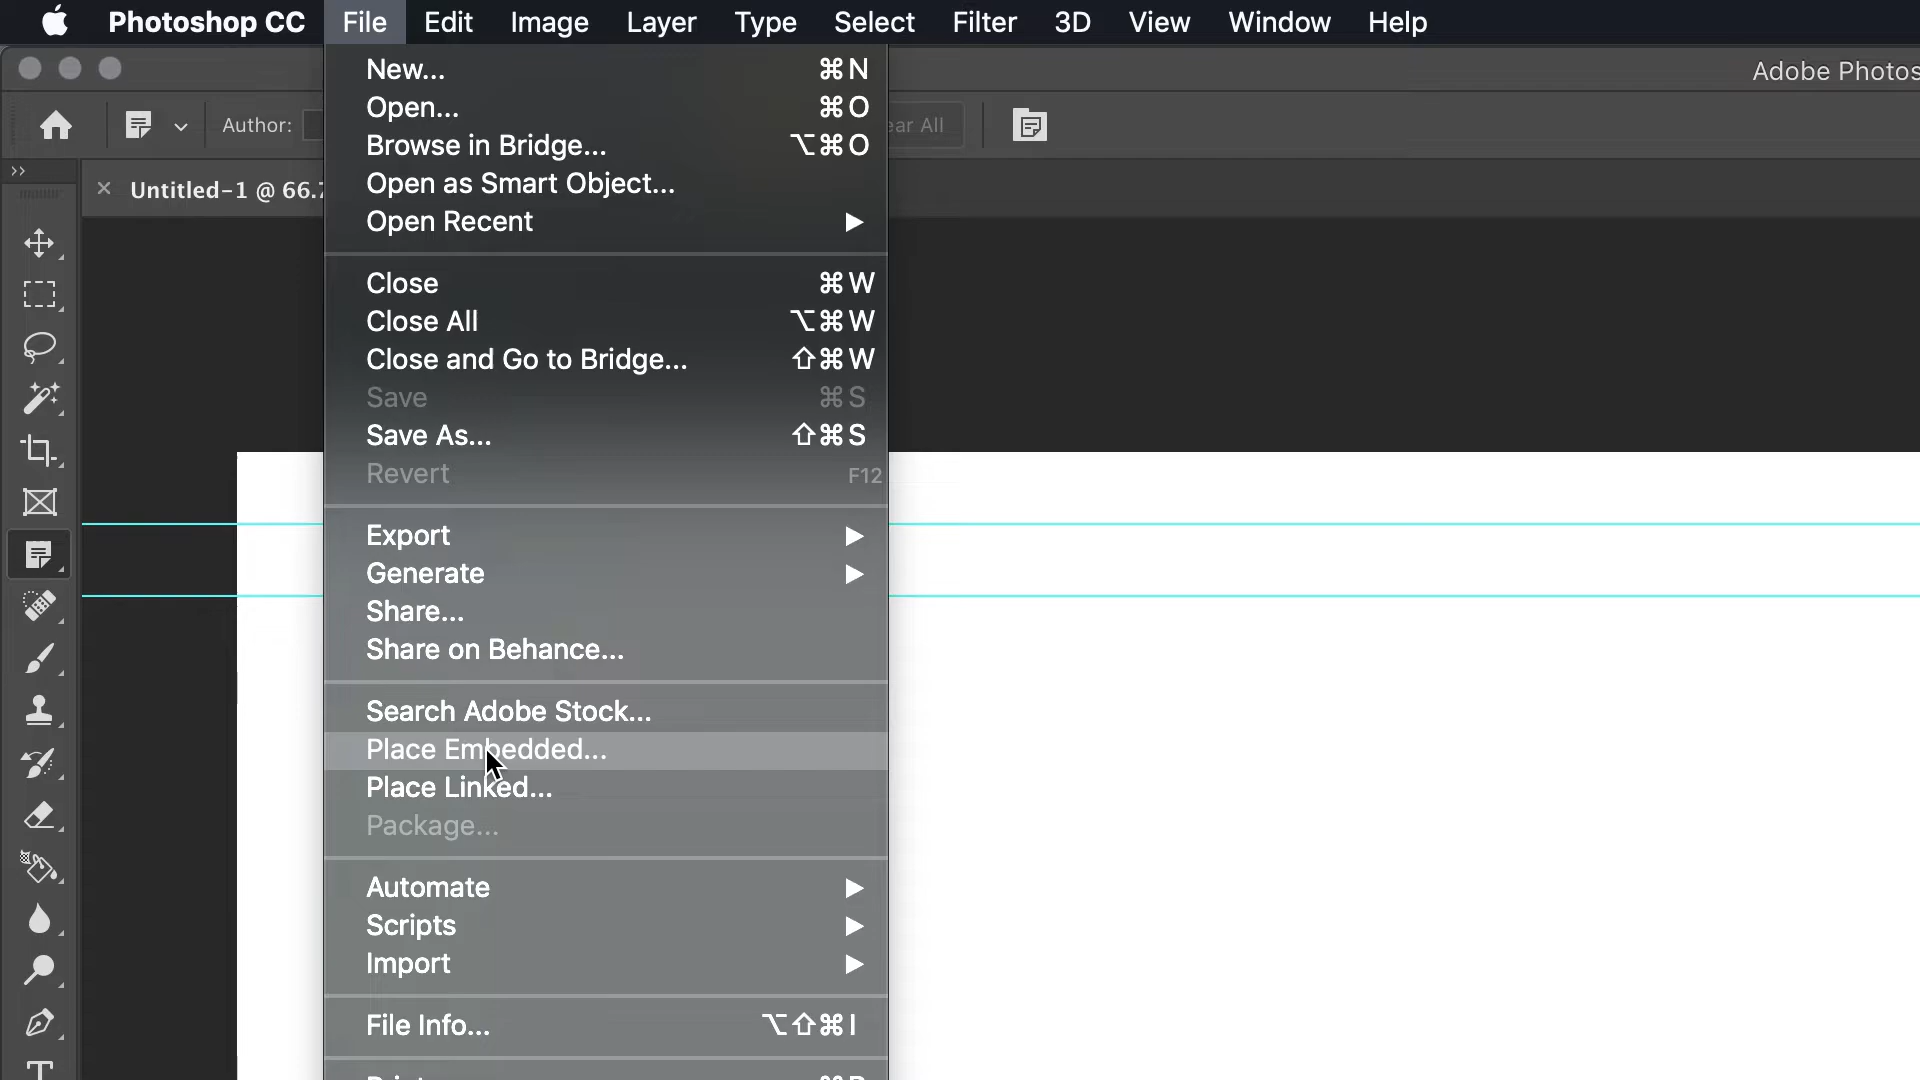 Photoshop CC File Edit Image Layer Type Select Filter 3D View Window Help
Adobe Photos
Author:
ear All
Untitled-1 @ 66.7
New... ⌘N
Open... ⌘O
Browse in Bridge... ⌥⌘O
Open as Smart Object...
Open Recent ▶
Close ⌘W
Close All ⌥⌘W
Close and Go to Bridge... ⇧⌘W
Save ⌘S
Save As... ⇧⌘S
Revert F12
Export ▶
Generate ▶
Share...
Share on Behance...
Search Adobe Stock...
Place Embedded...
Place Linked...
Package...
Automate ▶
Scripts ▶
Import ▶
File Info... ⌥⇧⌘I